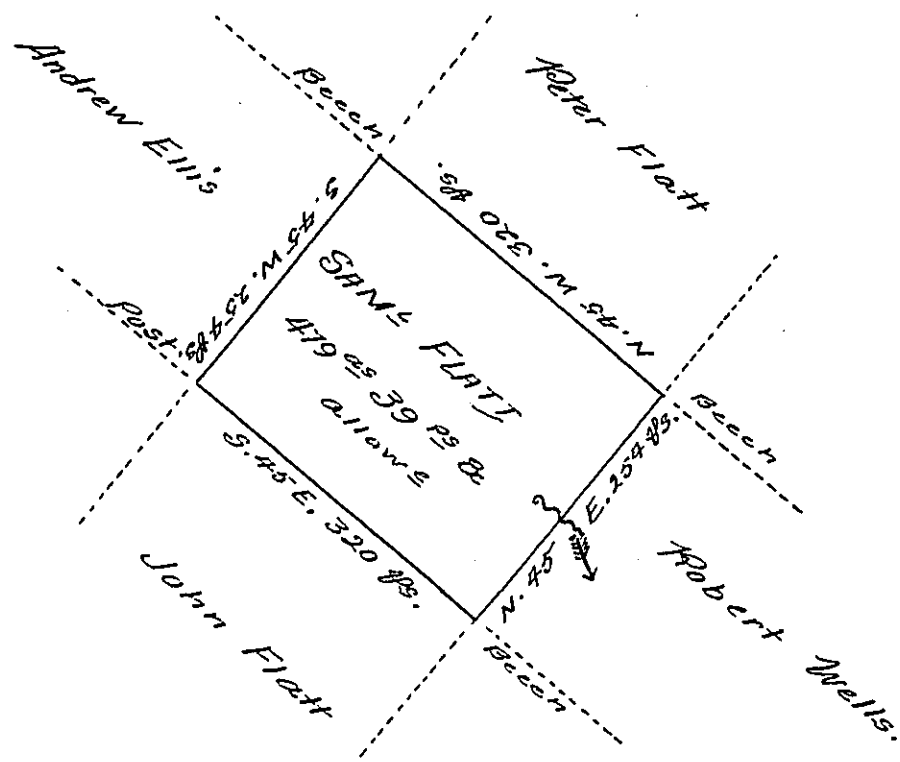 Andrew Ellis
Beech
Peter Flatt
S. 45 W. 254 ps
N. 45 W. 320 ps.
Post.
SAML FLATT
479 as 39 ps &
allowe
Beech
S. 45 E. 320 ps.
N. 45 E. 254 ps.
John Flatt
Beech
Robert Wells.